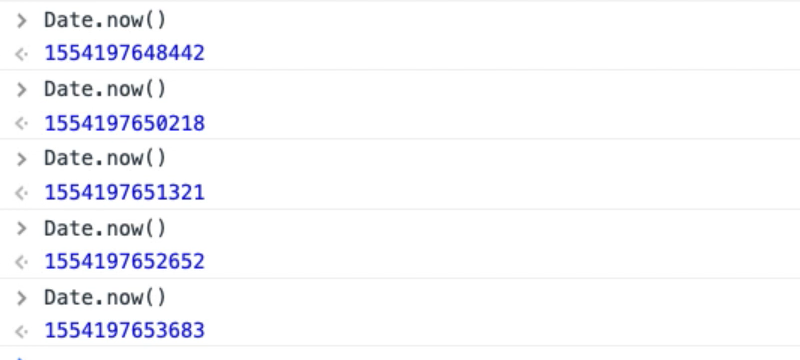 > Date.now()
<· 1554197648442
> Date.now()
<· 1554197650218
> Date.now()
<· 1554197651321
> Date.now()
<· 1554197652652
> Date.now()
<· 1554197653683